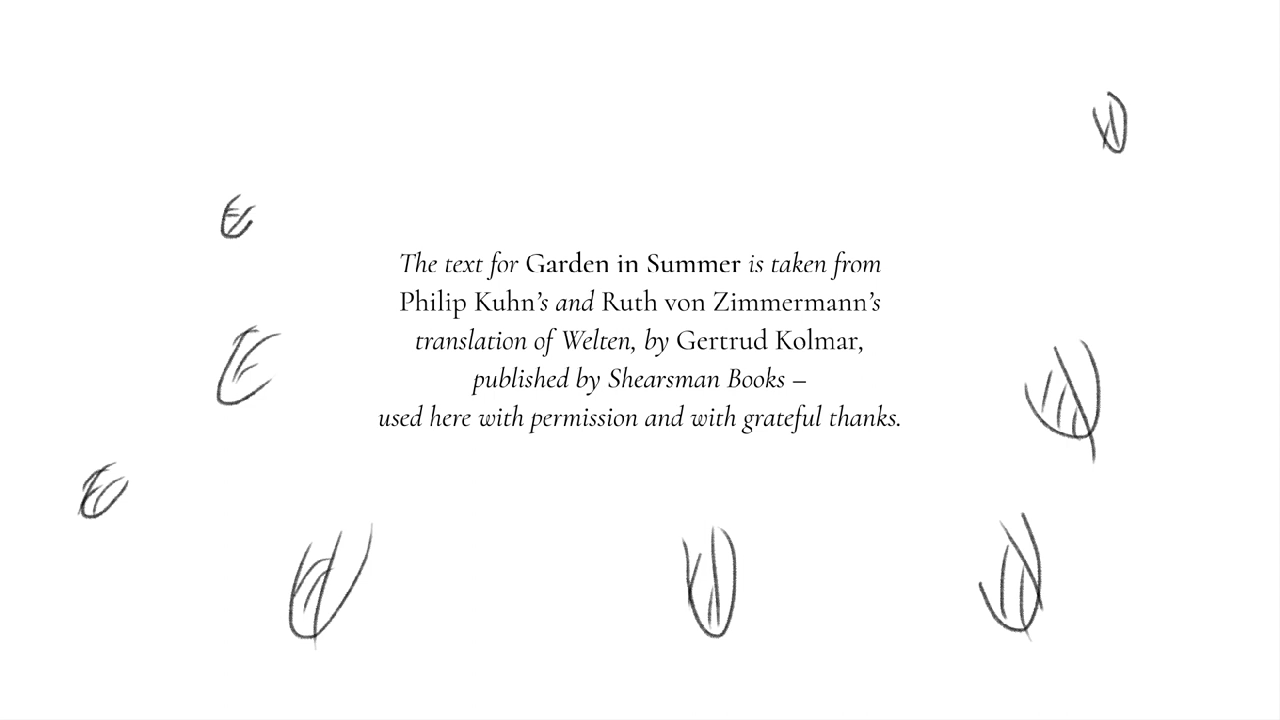 The text for Garden in Summer is taken from
Philip Kuhn’s and Ruth von Zimmermann’s
translation of Welten, by Gertrud Kolmar,
published by Shearsman Books –
used here with permission and with grateful thanks.